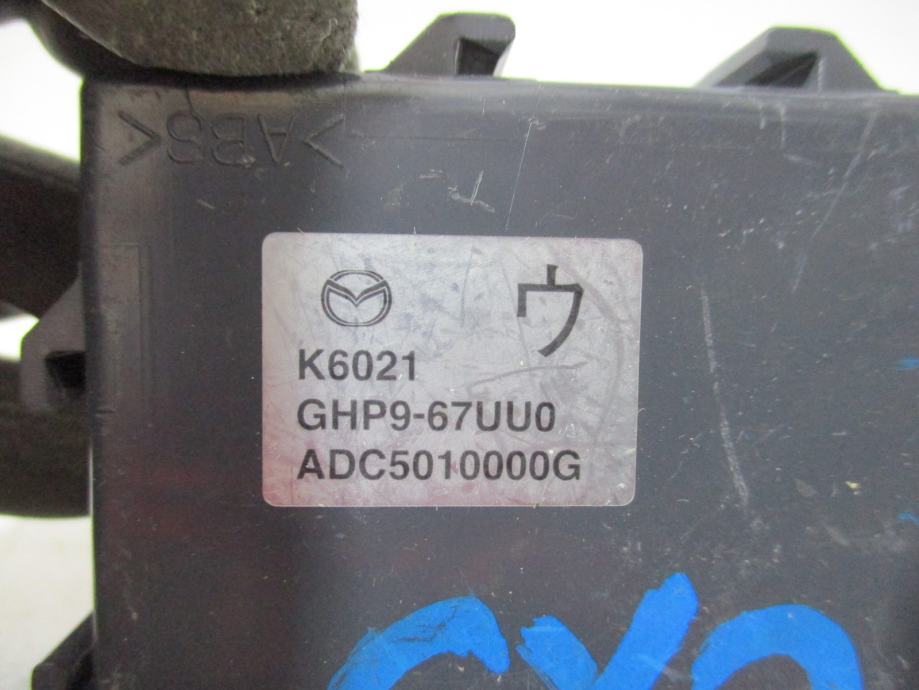 >ABS<
ウ
K6021
GHP9-67UU0
ADC5010000G